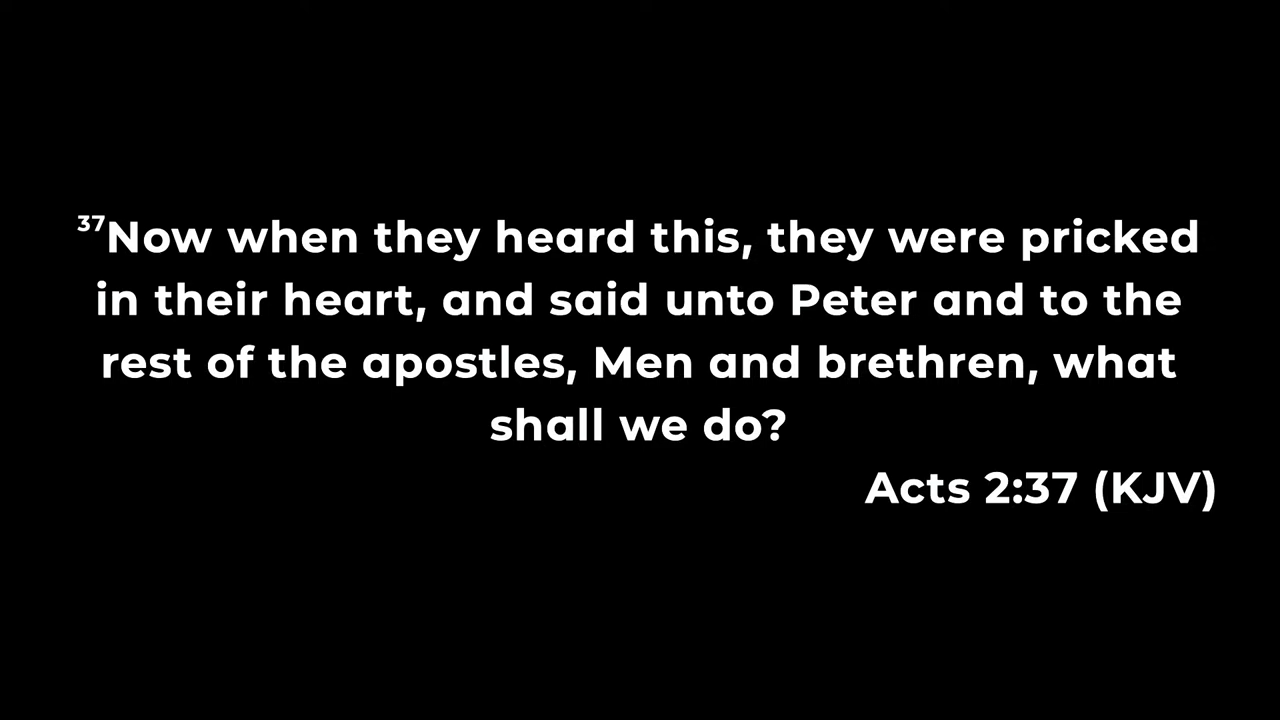 ³⁷Now when they heard this, they were pricked
in their heart, and said unto Peter and to the
rest of the apostles, Men and brethren, what
shall we do?
Acts 2:37 (KJV)